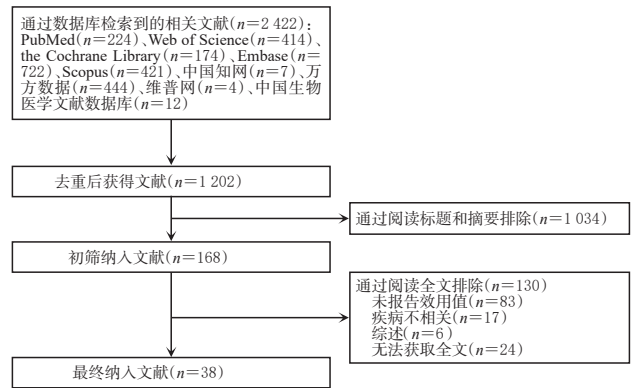 通过数据库检索到的相关文献(n=2 422):
PubMed(n=224)、Web of Science(n=414)、
the Cochrane Library(n=174)、Embase(n=
722)、Scopus(n=421)、中国知网(n=7)、万
方数据(n=444)、维普网(n=4)、中国生物
医学文献数据库(n=12)
去重后获得文献(n=1 202)
通过阅读标题和摘要排除(n=1 034)
初筛纳入文献(n=168)
通过阅读全文排除(n=130)
未报告效用值(n=83)
疾病不相关(n=17)
综述(n=6)
无法获取全文(n=24)
最终纳入文献(n=38)